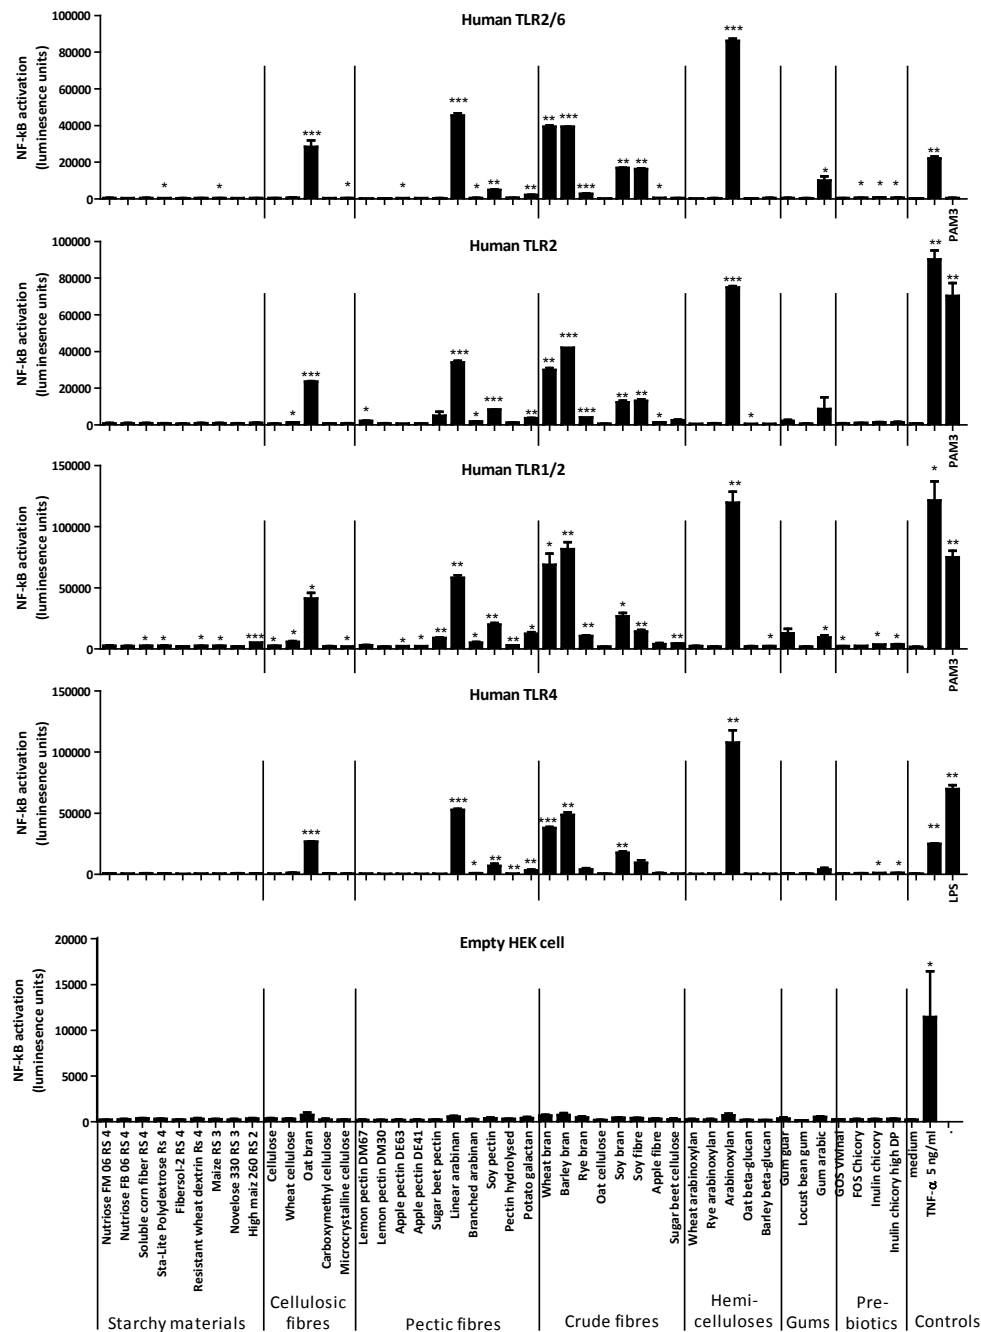 Human TLR2/6
NF-kB activation
(luminesence units)
100000
80000
60000
40000
20000
0
PAM3
Human TLR2
NF-kB activation
(luminesence units)
100000
80000
60000
40000
20000
0
PAM3
Human TLR1/2
NF-kB activation
(luminesence units)
150000
100000
50000
0
PAM3
Human TLR4
NF-kB activation
(luminesence units)
150000
100000
50000
0
LPS
Empty HEK cell
NF-kB activation
(luminesence units)
20000
15000
10000
5000
0
Nutriose FM 06 RS 4
Nutriose FB 06 RS 4
Soluble corn fiber RS 4
Sta-Lite Polydextrose Rs 4
Fibersol-2 RS 4
Resistant wheat dextrin Rs 4
Maize RS 3
Novelose 330 RS 3
High maiz 260 RS 2
Cellulose
Wheat cellulose
Oat bran
Carboxymethyl cellulose
Microcrystalline cellulose
Lemon pectin DM67
Lemon pectin DM30
Apple pectin DE63
Apple pectin DE41
Sugar beet pectin
Linear arabinan
Branched arabinan
Soy pectin
Pectin hydrolysed
Potato galactan
Wheat bran
Barley bran
Rye bran
Oat cellulose
Soy bran
Soy fibre
Apple fibre
Sugar beet cellulose
Wheat arabinoxylan
Rye arabinoxylan
Arabinoxylan
Oat beta-glucan
Barley beta-glucan
Gum guar
Locust bean gum
Gum arabic
GOS Vivinal
FOS Chicory
Inulin chicory
Inulin chicory high DP
medium
TNF-α 5 ng/ml
Starchy materials
Cellulosic
fibres
Pectic fibres
Crude fibres
Hemi-
celluloses
Gums
Pre-
biotics
Controls